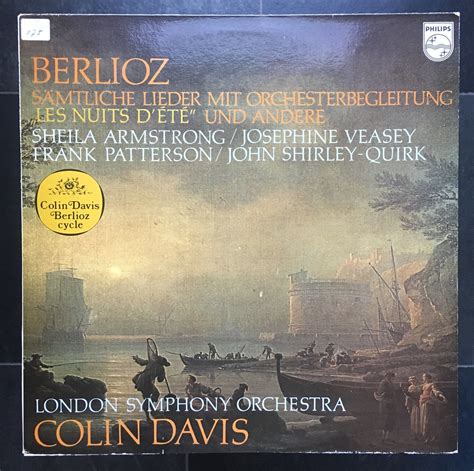 125
PHILIPS
BERLIOZ
SÄMTLICHE LIEDER MIT ORCHESTERBEGLEITUNG
"LES NUITS D'ÉTÉ" UND ANDERE
SHEILA ARMSTRONG/JOSEPHINE VEASEY
FRANK PATTERSON/JOHN SHIRLEY-QUIRK
Colin Davis
Berlioz
cycle
LONDON SYMPHONY ORCHESTRA
COLIN DAVIS